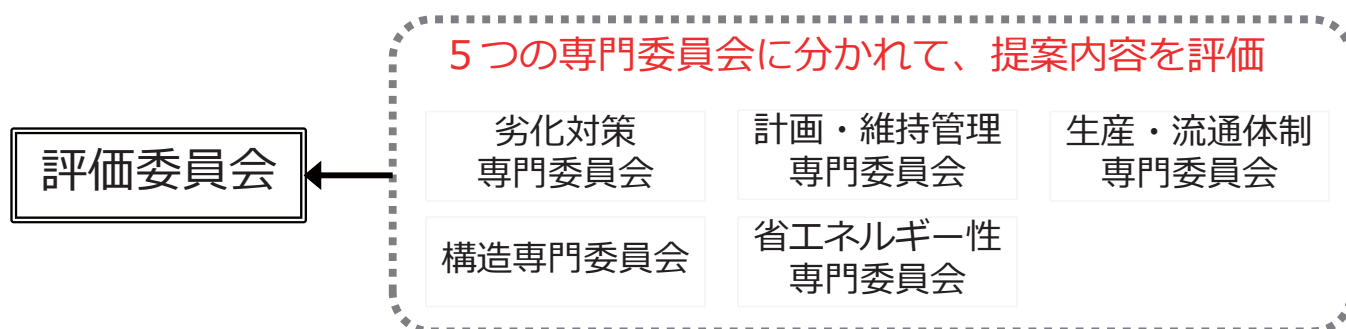 5つの専門委員会に分かれて、提案内容を評価
評価委員会
劣化対策
専門委員会
計画・維持管理
専門委員会
生産・流通体制
専門委員会
構造専門委員会
省エネルギー性
専門委員会